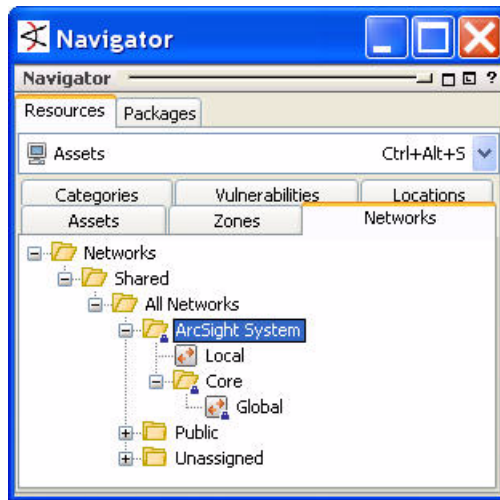 Navigator
Navigator ?
Resources Packages
Assets Ctrl+Alt+S
Categories Vulnerabilities Locations
Assets Zones Networks
Networks
Shared
All Networks
ArcSight System
Local
Core
Global
Public
Unassigned